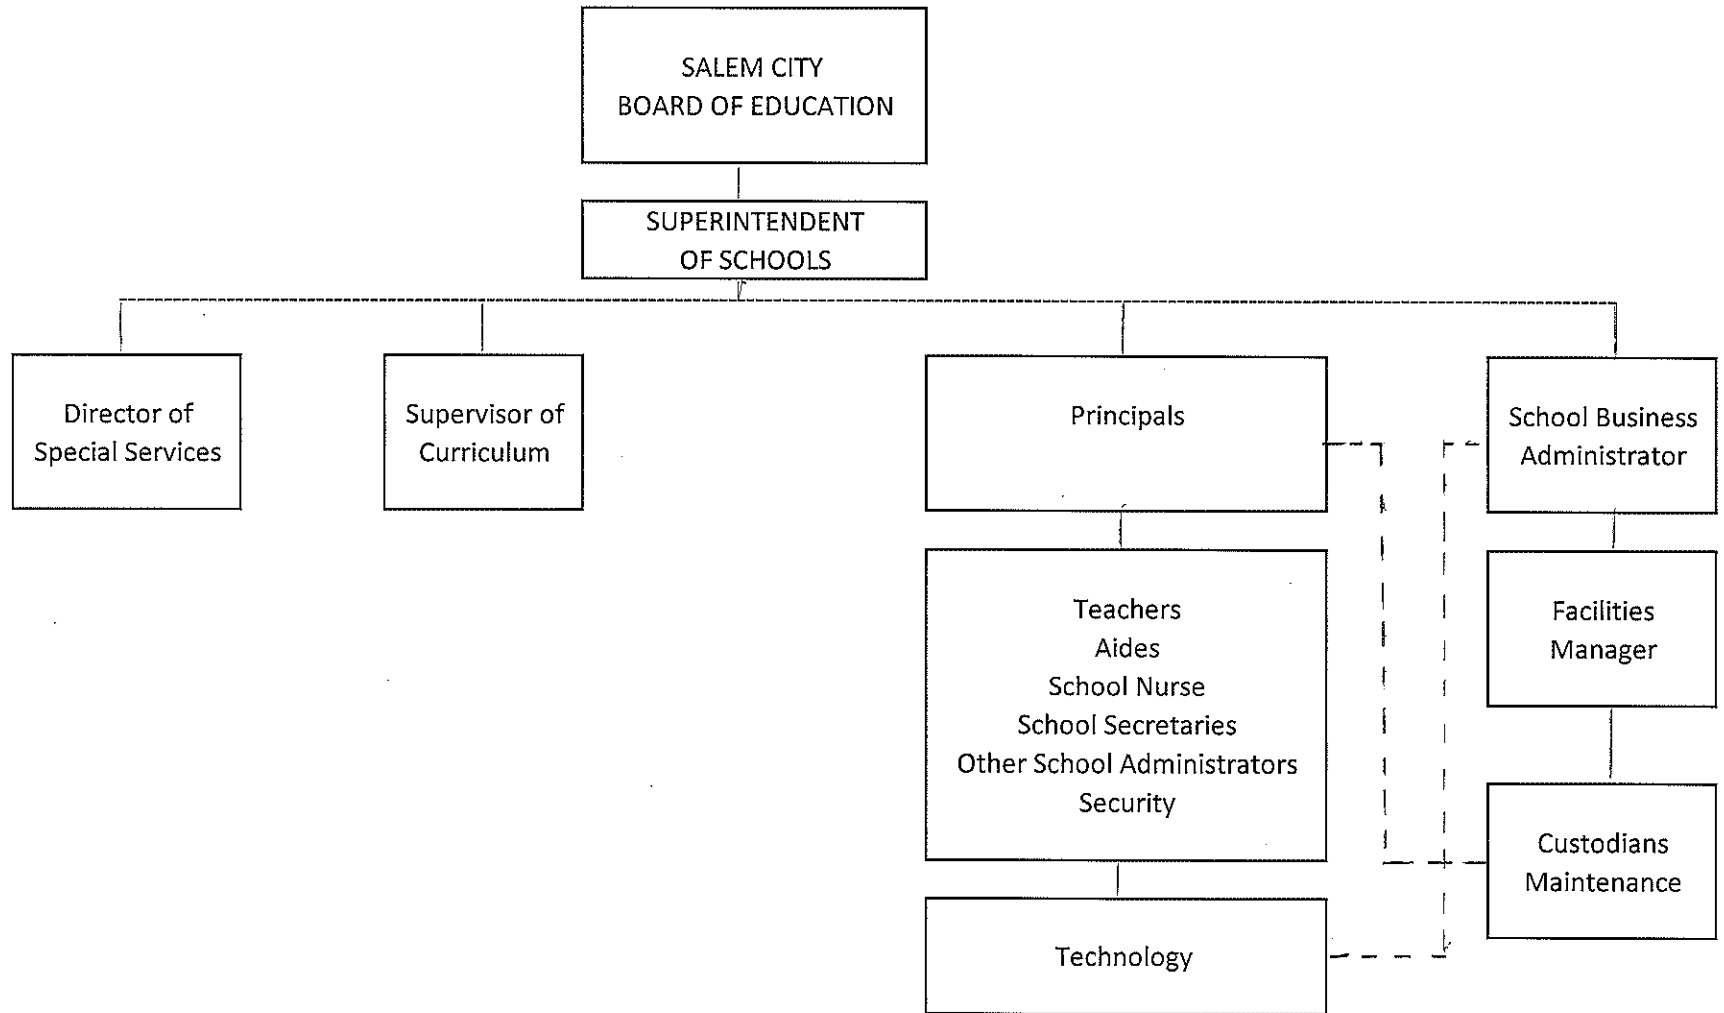 SALEM CITY
BOARD OF EDUCATION
SUPERINTENDENT
OF SCHOOLS
Director of
Special Services
Supervisor of
Curriculum
Principals
School Business
Administrator
Teachers
Aides
School Nurse
School Secretaries
Other School Administrators
Security
Facilities
Manager
Custodians
Maintenance
Technology